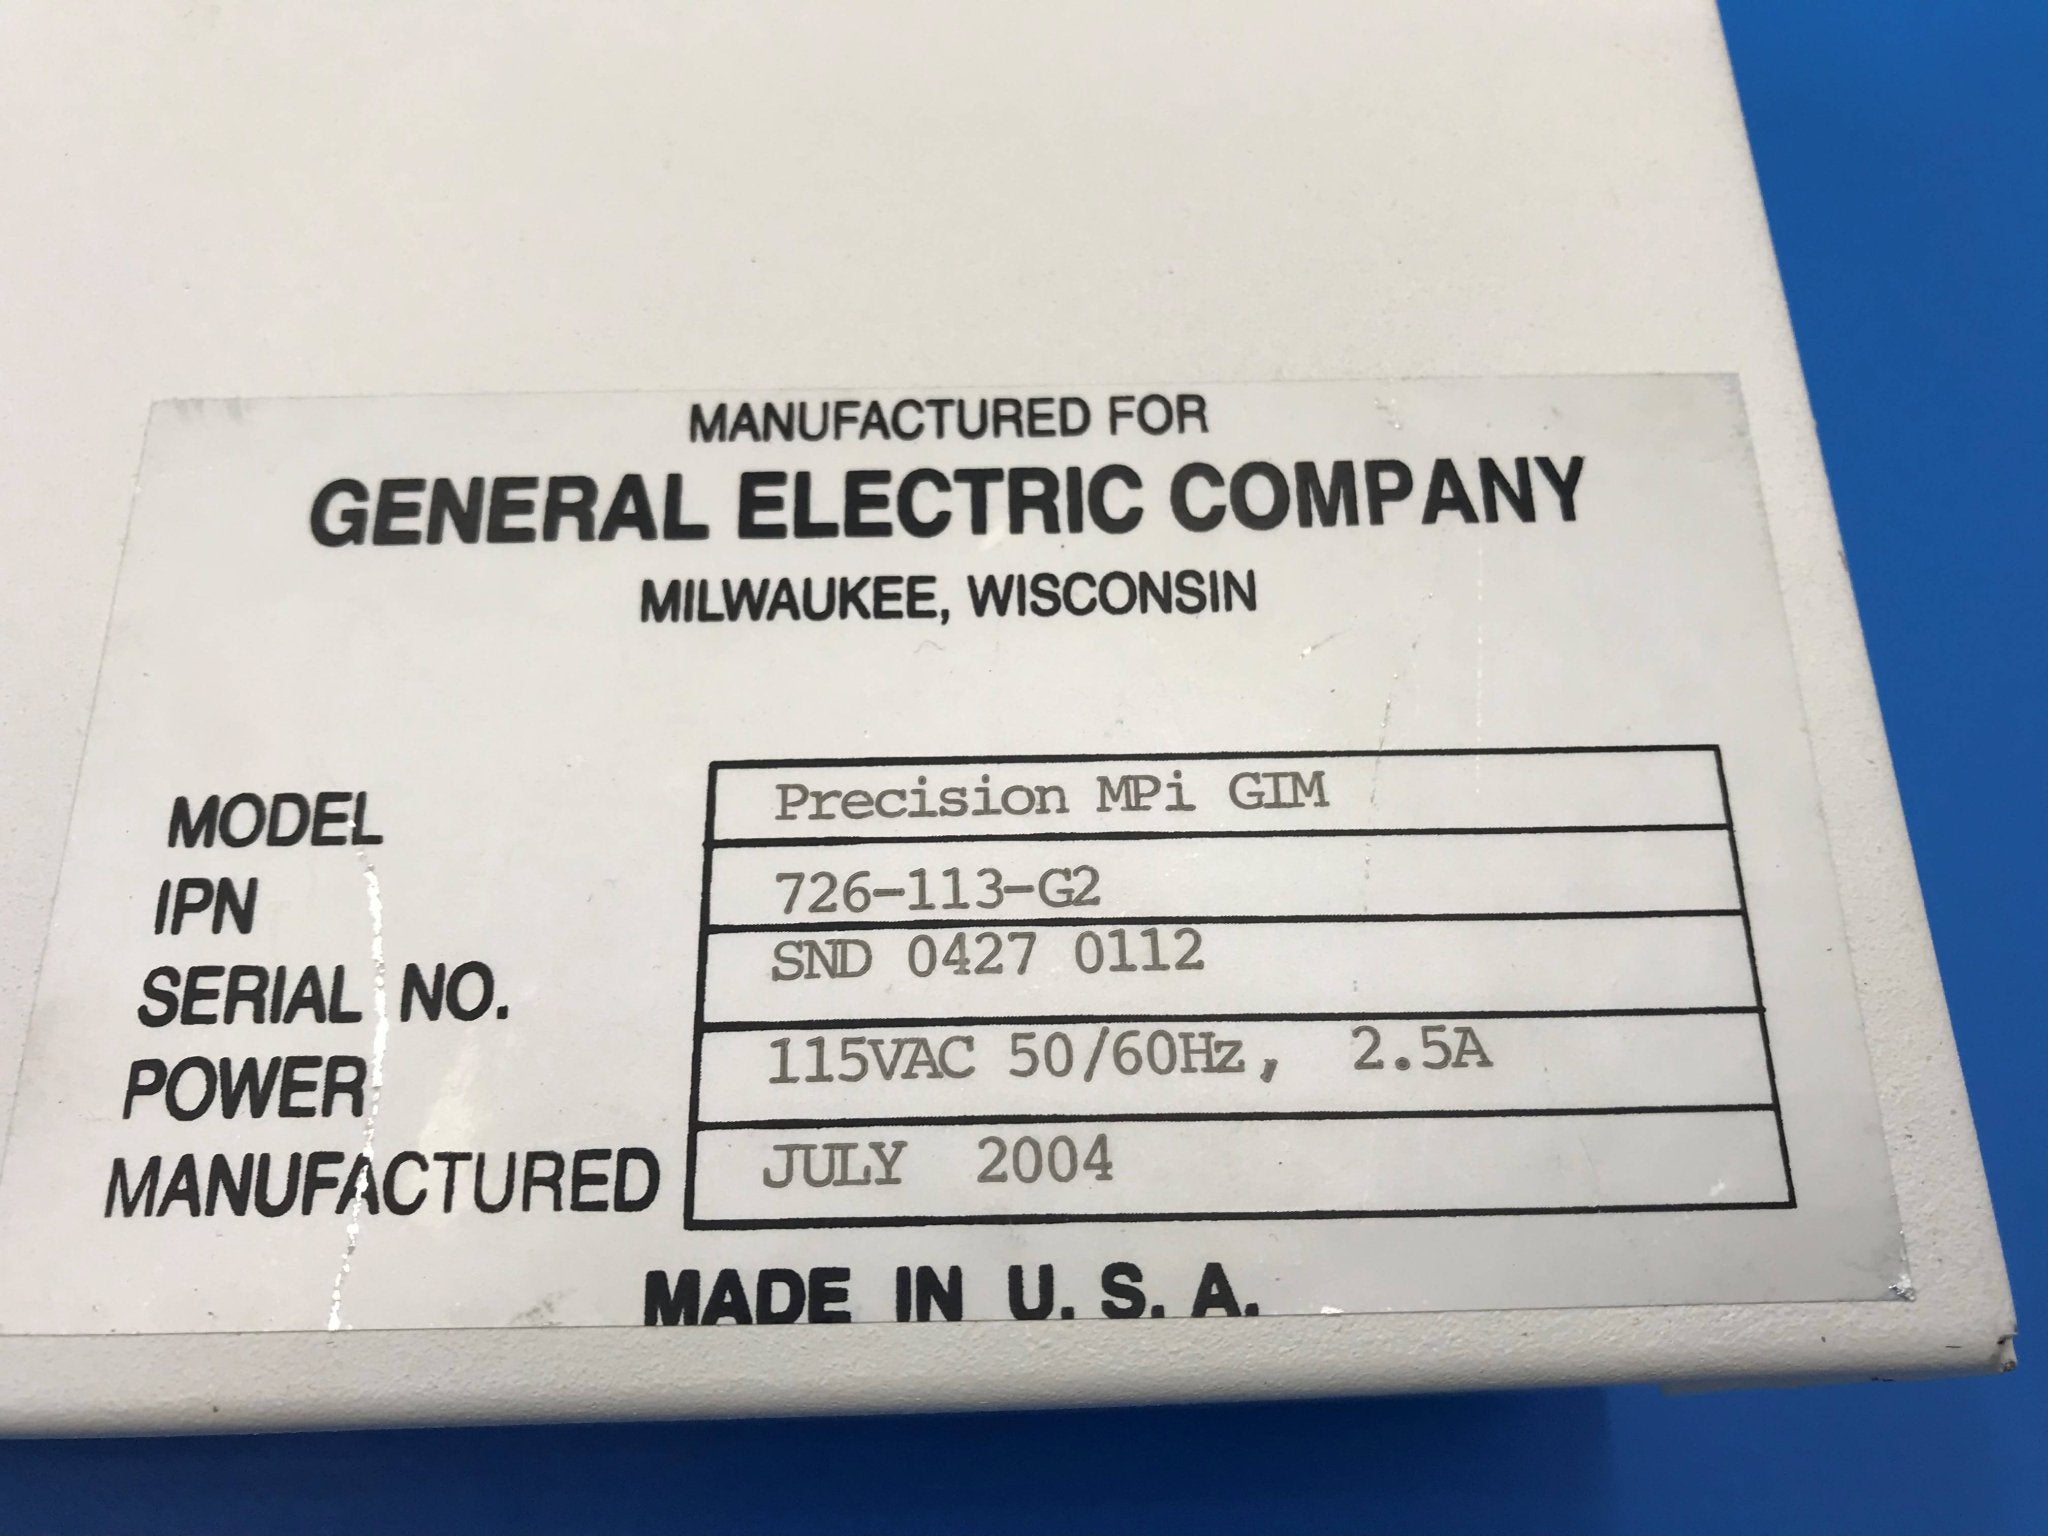 MANUFACTURED FOR
GENERAL ELECTRIC COMPANY
MILWAUKEE, WISCONSIN
MODEL Precision MPi GIM
IPN 726-113-G2
SERIAL NO. SND 0427 0112
POWER 115VAC 50/60Hz, 2.5A
MANUFACTURED JULY 2004
MADE IN U. S. A.